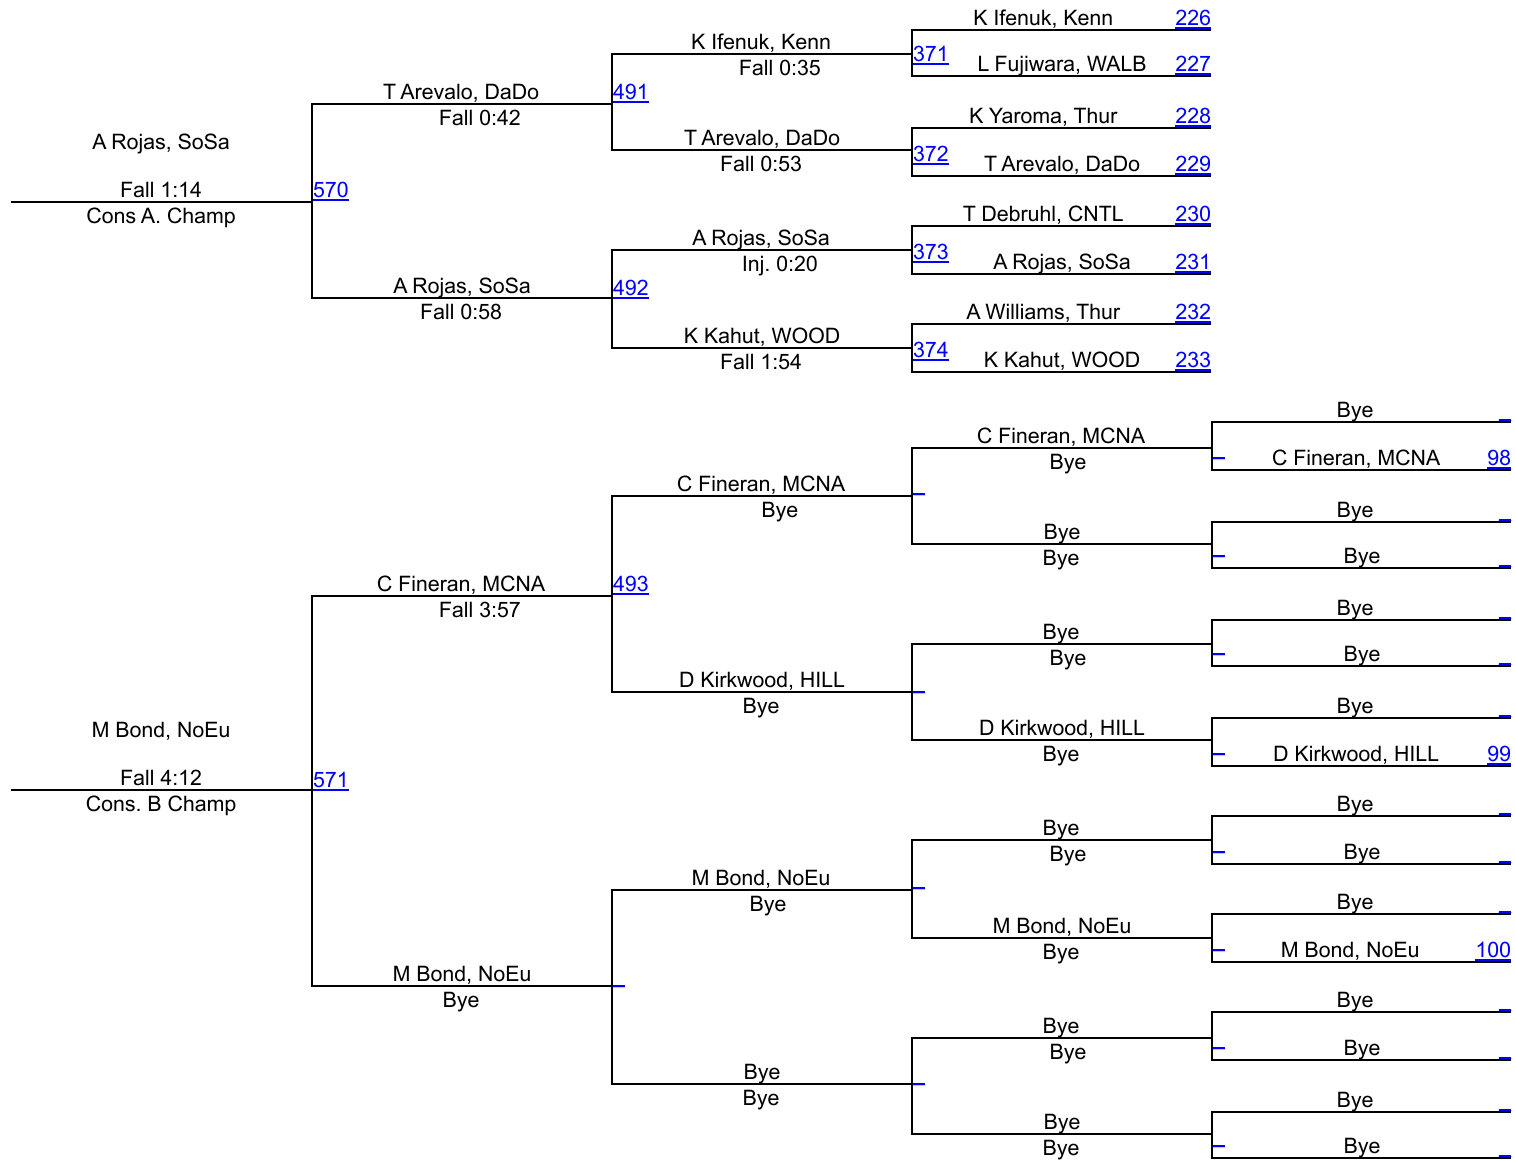 K Ifenuk, Kenn 226
K Ifenuk, Kenn
371
Fall 0:35
L Fujiwara, WALB 227
T Arevalo, DaDo
491
Fall 0:42
K Yaroma, Thur 228
T Arevalo, DaDo
372
Fall 0:53
T Arevalo, DaDo 229
A Rojas, SoSa
Fall 1:14
570
Cons A. Champ
T Debruhl, CNTL 230
A Rojas, SoSa
373
Inj. 0:20
A Rojas, SoSa 231
A Rojas, SoSa
492
Fall 0:58
A Williams, Thur 232
K Kahut, WOOD
374
Fall 1:54
K Kahut, WOOD 233
Bye
C Fineran, MCNA
Bye
C Fineran, MCNA 98
C Fineran, MCNA
Bye
Bye
Bye
Bye
Bye
C Fineran, MCNA
493
Fall 3:57
Bye
Bye
Bye
Bye
D Kirkwood, HILL
Bye
Bye
D Kirkwood, HILL
Bye
D Kirkwood, HILL 99
M Bond, NoEu
Fall 4:12
571
Cons. B Champ
Bye
Bye
Bye
Bye
M Bond, NoEu
Bye
Bye
M Bond, NoEu
Bye
M Bond, NoEu 100
M Bond, NoEu
Bye
Bye
Bye
Bye
Bye
Bye
Bye
Bye
Bye
Bye
Bye